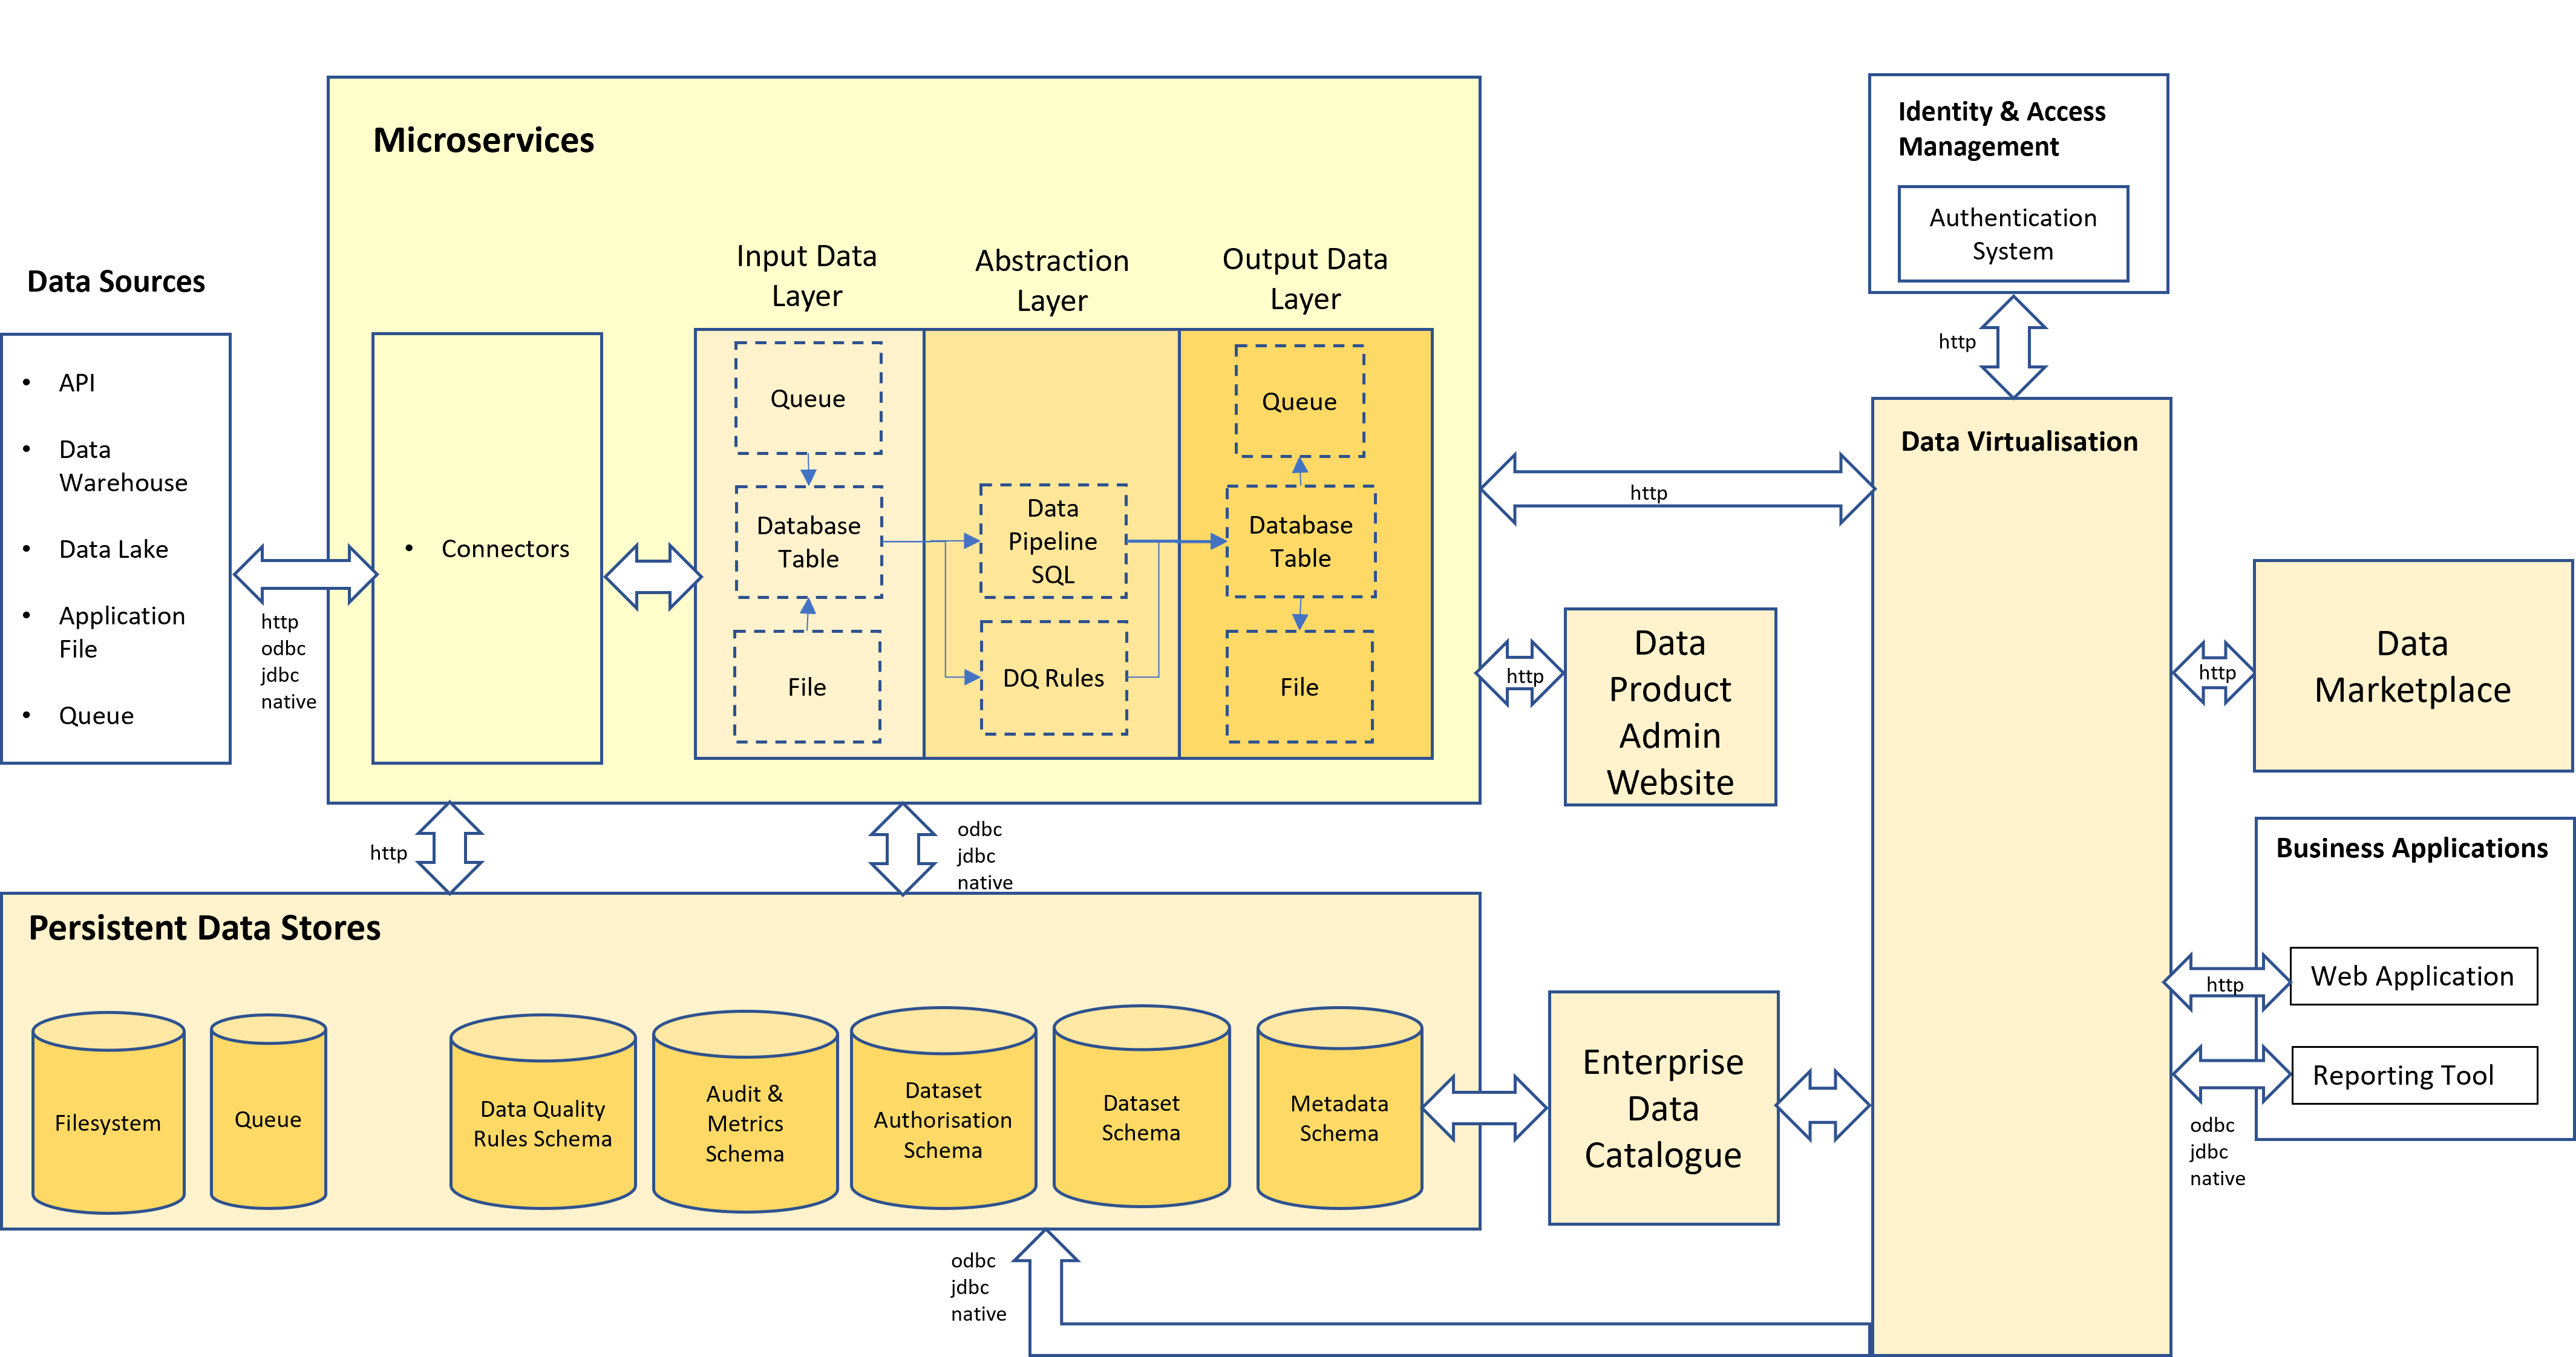 Microservices
Identity & Access
Management
Authentication
System
Data Sources
• API
• Data
Warehouse
• Data Lake
• Application
File
• Queue
http
odbc
jdbc
native
• Connectors
Input Data
Layer
Queue
Database
Table
File
Abstraction
Layer
Data
Pipeline
SQL
DQ Rules
Output Data
Layer
Queue
Database
Table
File
http
http
Data Virtualisation
http
Data
Product
Admin
Website
http
Data
Marketplace
Business Applications
http
Web Application
Reporting Tool
odbc
jdbc
native
http
odbc
jdbc
native
Persistent Data Stores
Filesystem
Queue
Data Quality
Rules Schema
Audit &
Metrics
Schema
Dataset
Authorisation
Schema
Dataset
Schema
Metadata
Schema
Enterprise
Data
Catalogue
odbc
jdbc
native